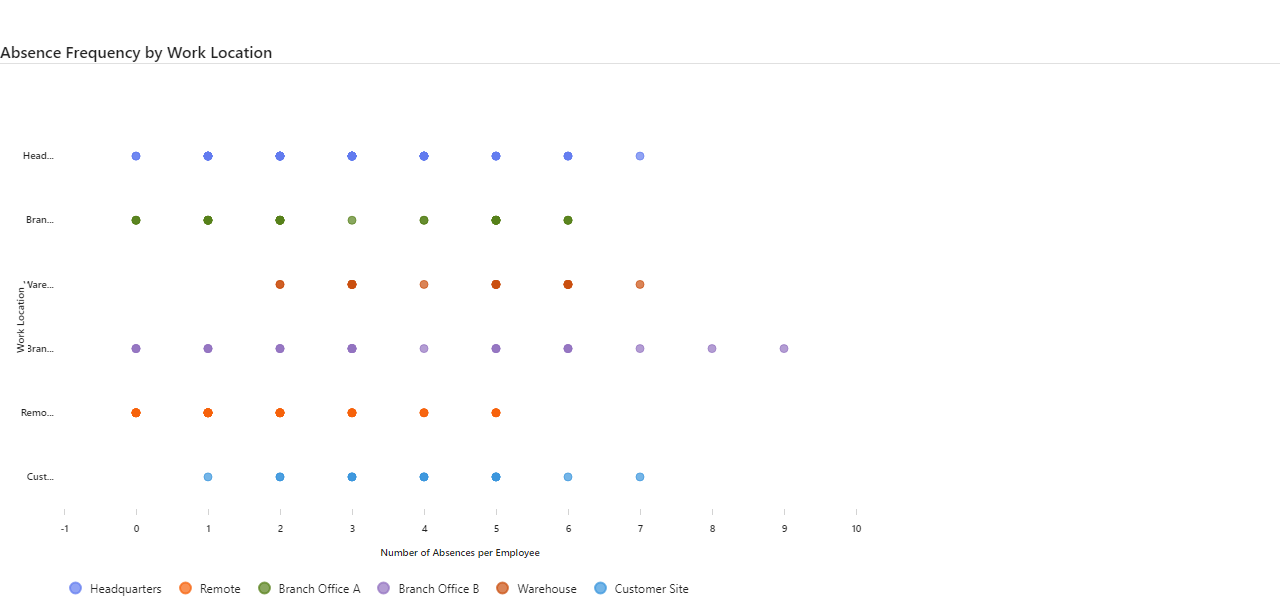 Absence Frequency by Work Location
Head...
Bran...
Ware...
Bran...
Remo...
Cust...
Work Location
-1 0 1 2 3 4 5 6 7 8 9 10
Number of Absences per Employee
Headquarters Remote Branch Office A Branch Office B Warehouse Customer Site